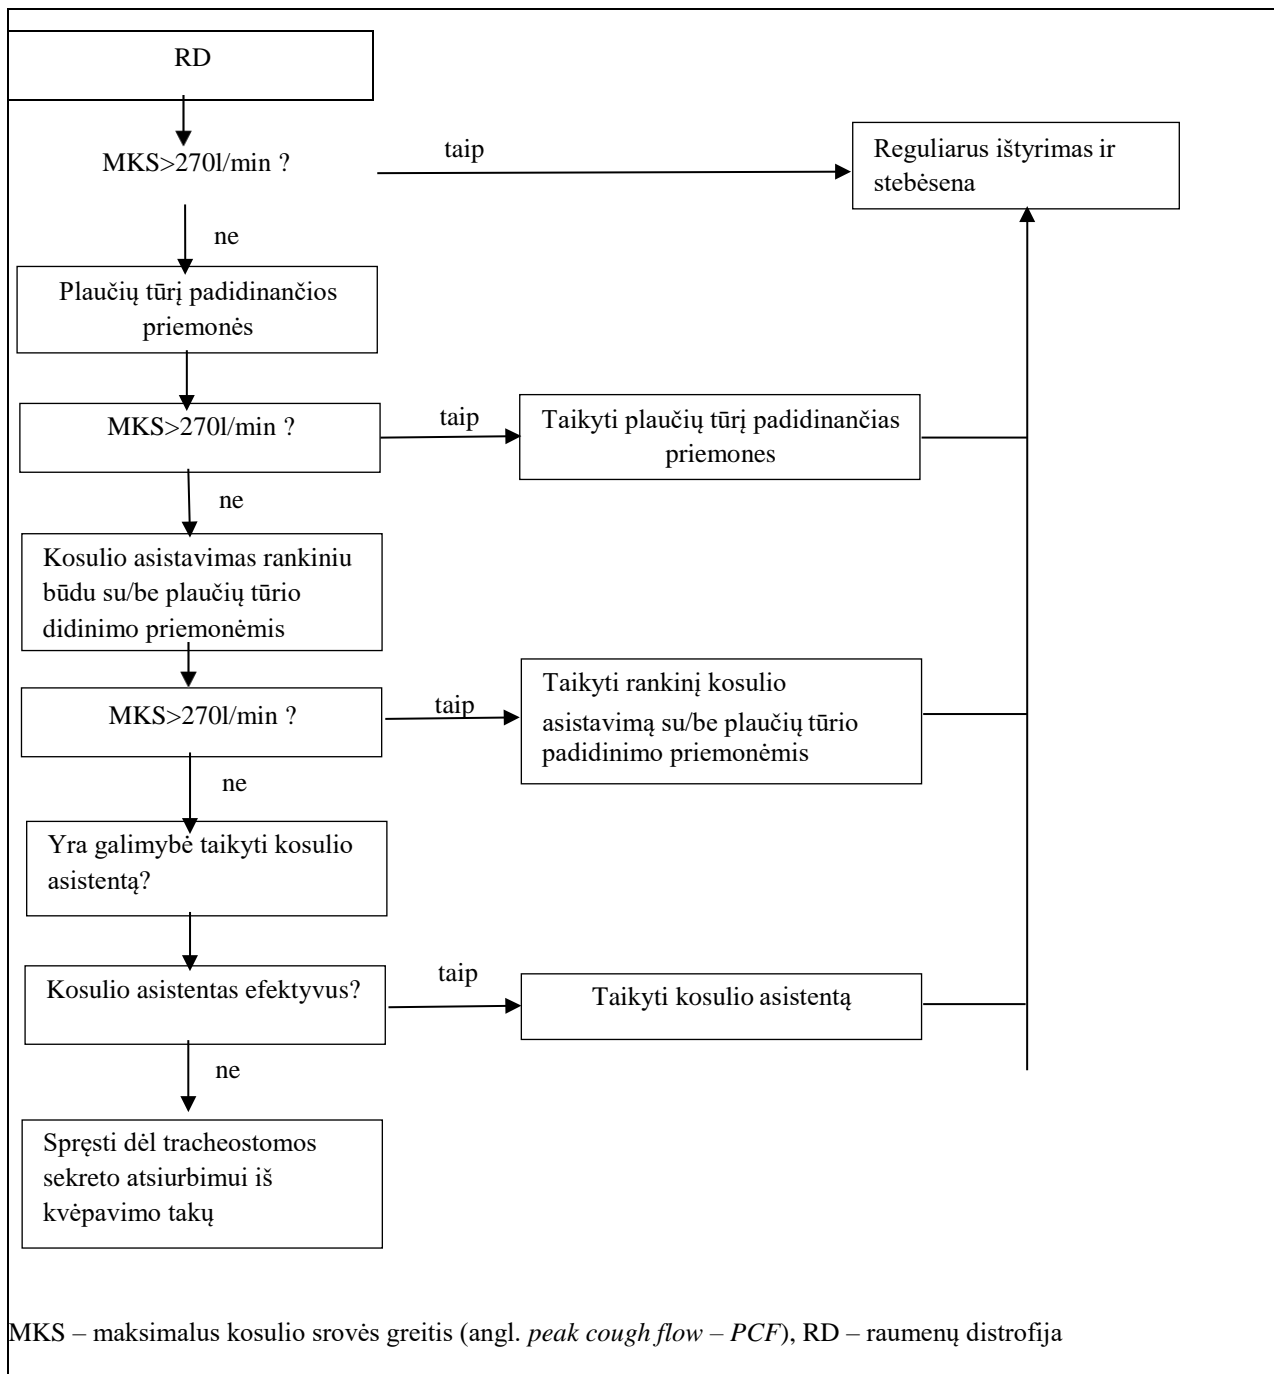 RD
MKS>270l/min ?
taip
Reguliarus ištyrimas ir
stebėsena
ne
Plaučių tūrį padidinančios
priemonės
MKS>270l/min ?
taip
Taikyti plaučių tūrį padidinančias
priemones
ne
Kosulio asistavimas rankiniu
būdu su/be plaučių tūrio
didinimo priemonėmis
MKS>270l/min ?
taip
Taikyti rankinį kosulio
asistavimą su/be plaučių tūrio
padidinimo priemonėmis
ne
Yra galimybė taikyti kosulio
asistentą?
Kosulio asistentas efektyvus?
taip
Taikyti kosulio asistentą
ne
Spręsti dėl tracheostomos
sekreto atsiurbimui iš
kvėpavimo takų
MKS – maksimalus kosulio srovės greitis (angl. peak cough flow – PCF), RD – raumenų distrofija